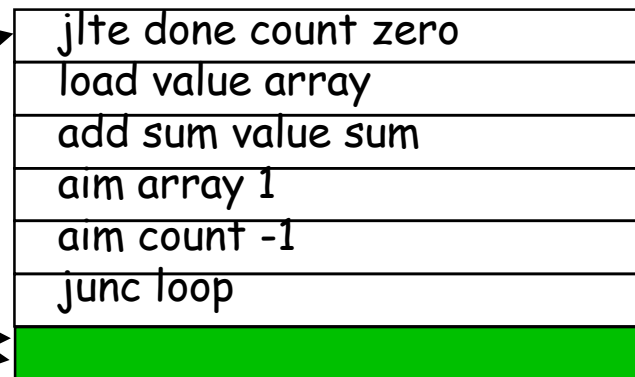 jlte done count zero
load value array
add sum value sum
aim array 1
aim count -1
junc loop